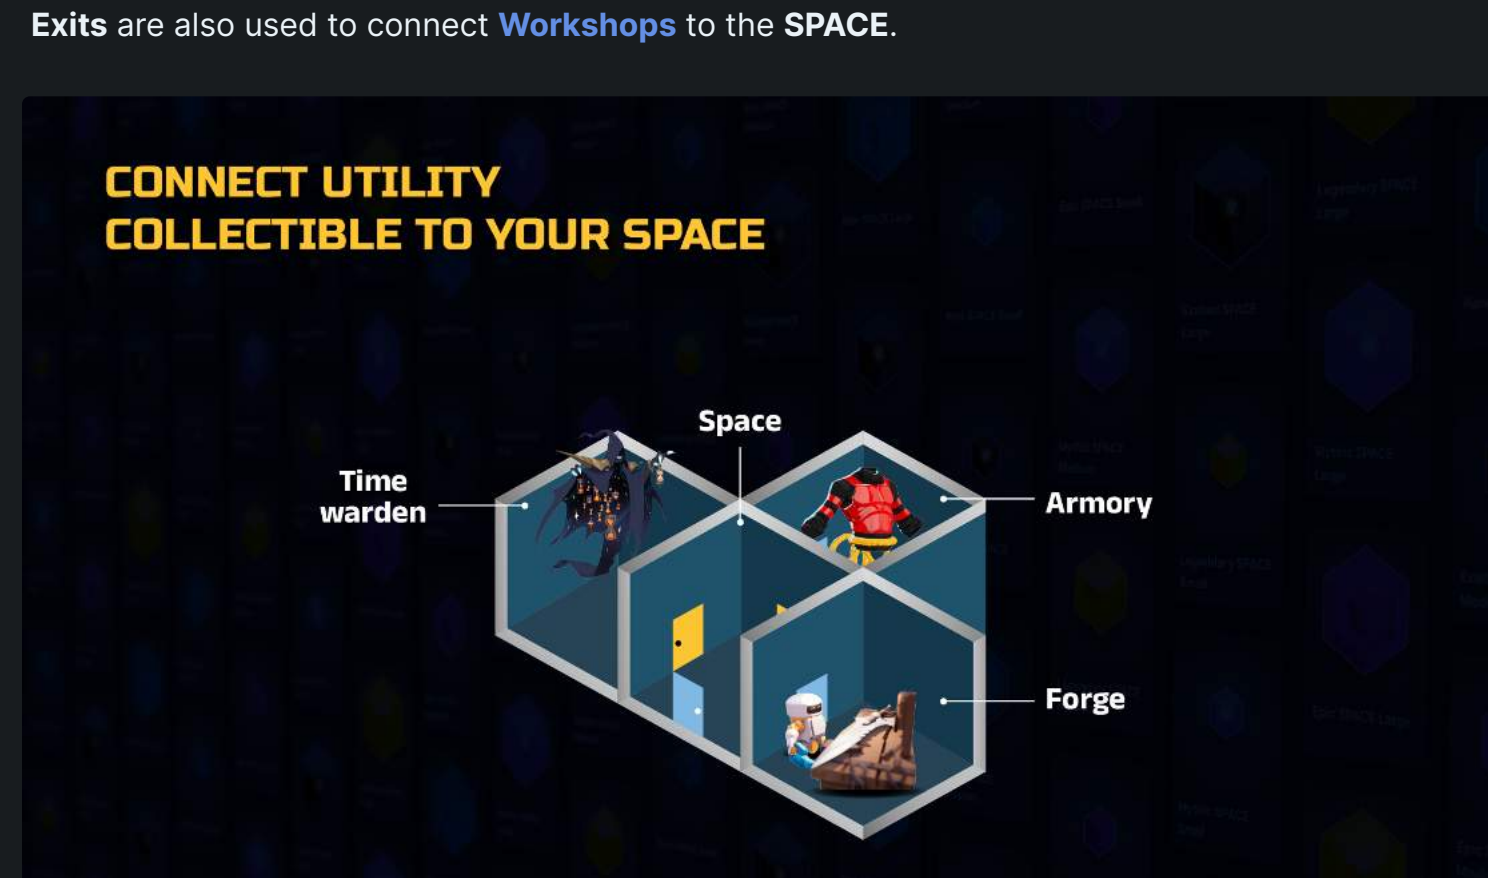 Exits are also used to connect Workshops to the SPACE.
CONNECT UTILITY
COLLECTIBLE TO YOUR SPACE
Space
Time
warden
Armory
Forge